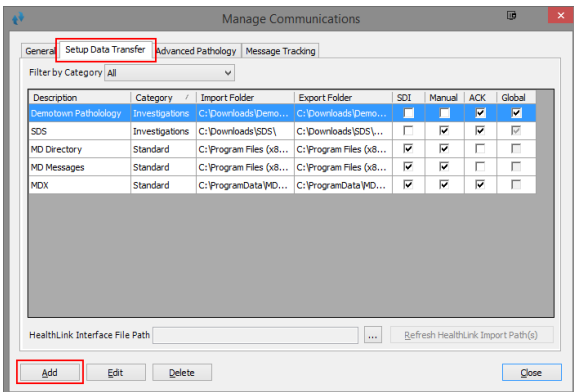 Manage Communications
General Setup Data Transfer Advanced Pathology Message Tracking
Filter by Category All
Description Category / Import Folder Export Folder SDI Manual ACK Global
Demotown Patholology Investigations C:\Downloads\Demo... C:\Downloads\Demo...
SDS Investigations C:\Downloads\SDS\ C:\Downloads\SDS\...
MD Directory Standard C:\Program Files (x8... C:\Program Files (x8...
MD Messages Standard C:\Program Files (x8... C:\Program Files (x8...
MDX Standard C:\ProgramData\MD... C:\ProgramData\MD...
HealthLink Interface File Path ... Refresh HealthLink Import Path(s)
Add Edit Delete Close